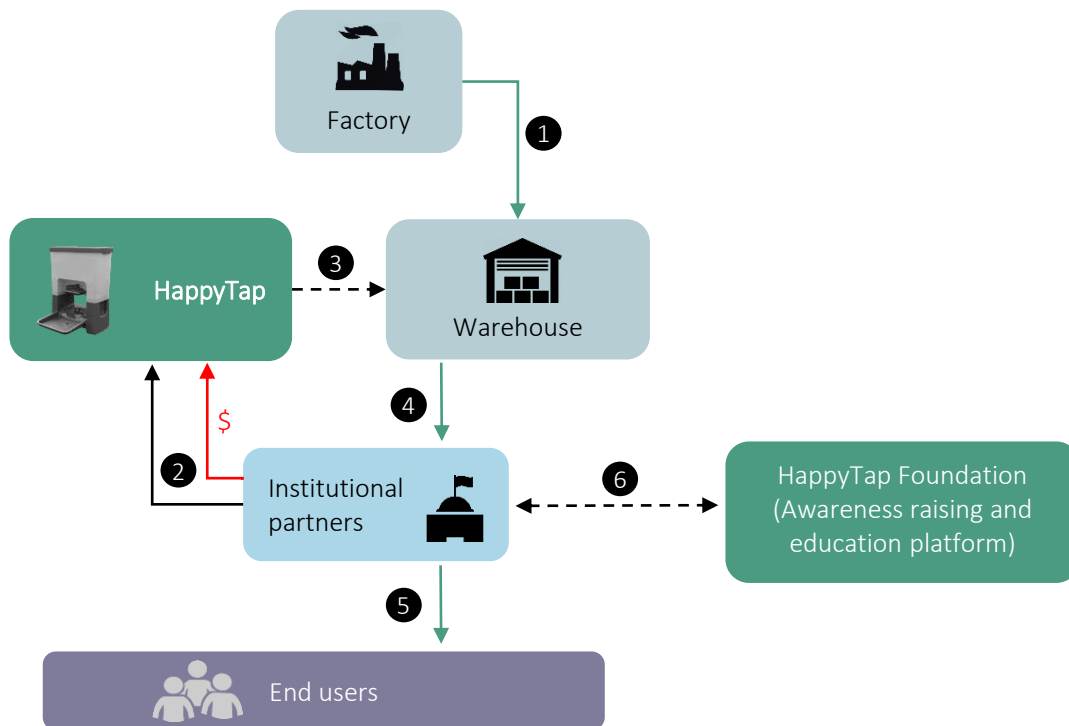 Factory
1
HappyTap
3
Warehouse
4
$
2
Institutional
partners
6
HappyTap Foundation
(Awareness raising and
education platform)
5
End users